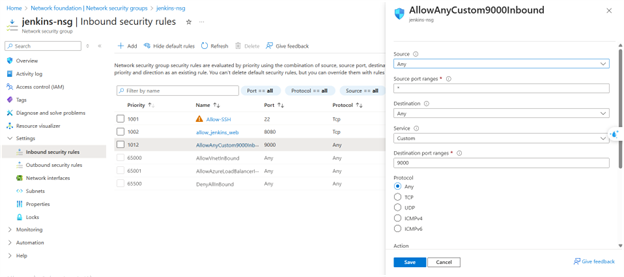 Home > Network foundation | Network security groups > jenkins-nsg
jenkins-nsg | Inbound security rules
Search
Overview
Activity log
Access control (IAM)
Tags
Diagnose and solve problems
Resource visualizer
Settings
Inbound security rules
Outbound security rules
Network interfaces
Subnets
Properties
Locks
Monitoring
Automation
Help
Add Hide default rules Refresh Delete Give feedback
Network security group security rules are evaluated by priority using the combination of source, source port, destination
priority and direction as an existing rule. You can't delete default security rules, but you can override them with rules
Filter by name
Port == all
Protocol == all
Source == all
Priority Name Port Protocol
1001 Allow-SSH 22 Tcp
1002 allow_jenkins_web 8080 Tcp
1012 AllowAnyCustom9000Inb... 9000 Any
65000 AllowVnetInBound Any Any
65001 AllowAzureLoadBalancerI... Any Any
65500 DenyAllInBound Any Any
AllowAnyCustom9000Inbound
jenkins-nsg
Source
Any
Source port ranges *
*
Destination
Any
Service
Custom
Destination port ranges *
9000
Protocol
Any
TCP
UDP
ICMPv4
ICMPv6
Action
Save Cancel
Give feedback